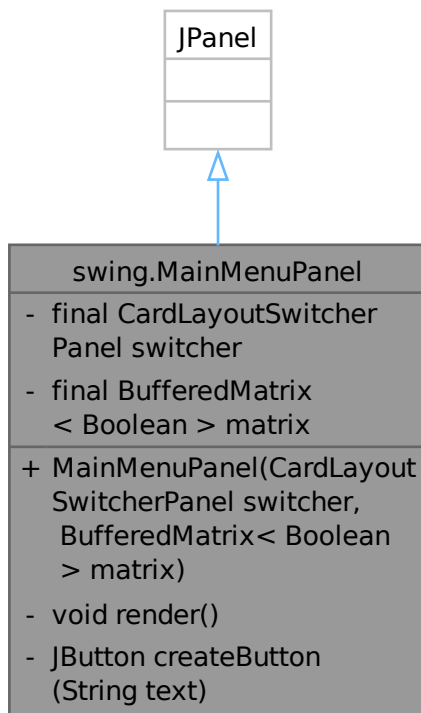 JPanel
swing.MainMenuPanel
- final CardLayoutSwitcher
Panel switcher
- final BufferedMatrix
< Boolean > matrix
+ MainMenuPanel(CardLayout
SwitcherPanel switcher,
BufferedMatrix< Boolean
> matrix)
- void render()
- JButton createButton
(String text)